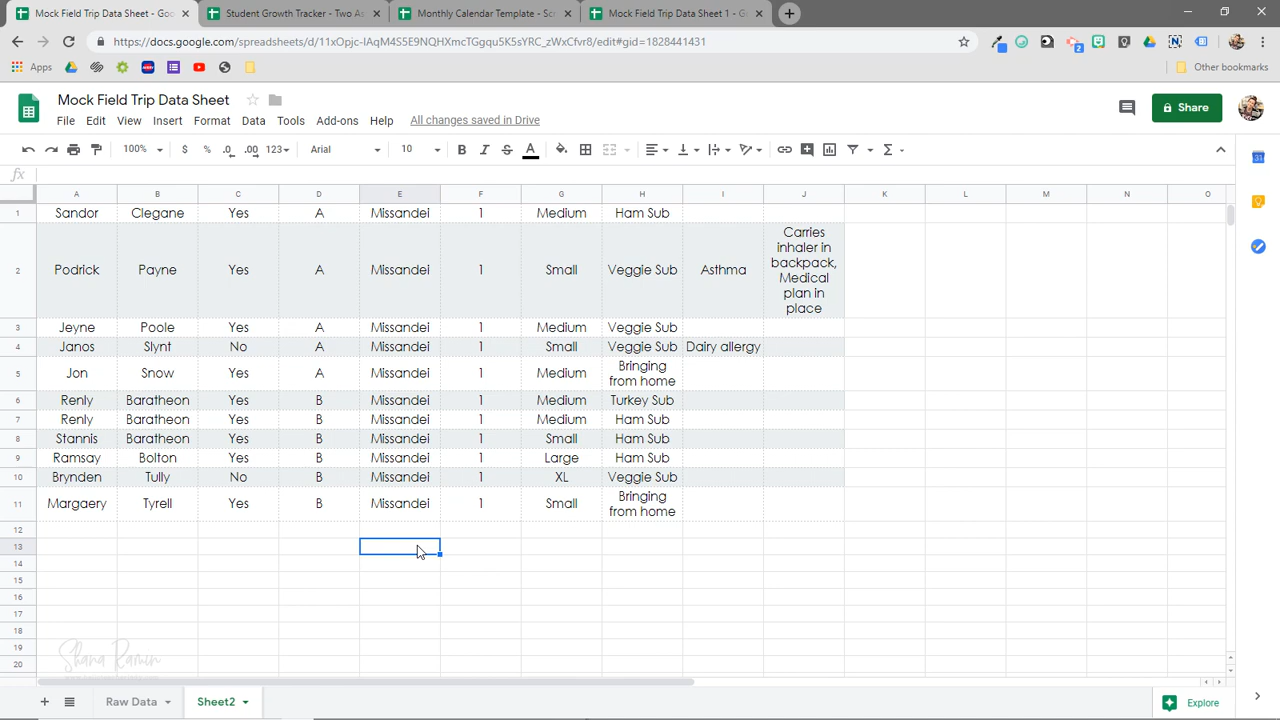 Mock Field Trip Data Sheet - Goo
Student Growth Tracker - Two As
Monthly Calendar Template - Scr
Mock Field Trip Data Sheet 1 - G
https://docs.google.com/spreadsheets/d/11xOpjc-IAqM4S5E9NQHXmcTGgqu5K5sYRC_zWxCfvr8/edit#gid=1828441431
Apps
Other bookmarks
Mock Field Trip Data Sheet
File Edit View Insert Format Data Tools Add-ons Help All changes saved in Drive
Share
100% $ % .0 .00 123 Arial 10 B I S A Σ
fx
A B C D E F G H I J K L M N O
1 Sandor Clegane Yes A Missandei 1 Medium Ham Sub
2 Podrick Payne Yes A Missandei 1 Small Veggie Sub Asthma
Carries
inhaler in
backpack,
Medical
plan in
place
3 Jeyne Poole Yes A Missandei 1 Medium Veggie Sub
4 Janos Slynt No A Missandei 1 Small Veggie Sub Dairy allergy
5 Jon Snow Yes A Missandei 1 Medium
Bringing
from home
6 Renly Baratheon Yes B Missandei 1 Medium Turkey Sub
7 Renly Baratheon Yes B Missandei 1 Medium Ham Sub
8 Stannis Baratheon Yes B Missandei 1 Small Ham Sub
9 Ramsay Bolton Yes B Missandei 1 Large Ham Sub
10 Brynden Tully No B Missandei 1 XL Veggie Sub
11 Margaery Tyrell Yes B Missandei 1 Small
Bringing
from home
12
13
14
15
16
17
18
19
20
Shana Ramin
Raw Data Sheet2
Explore